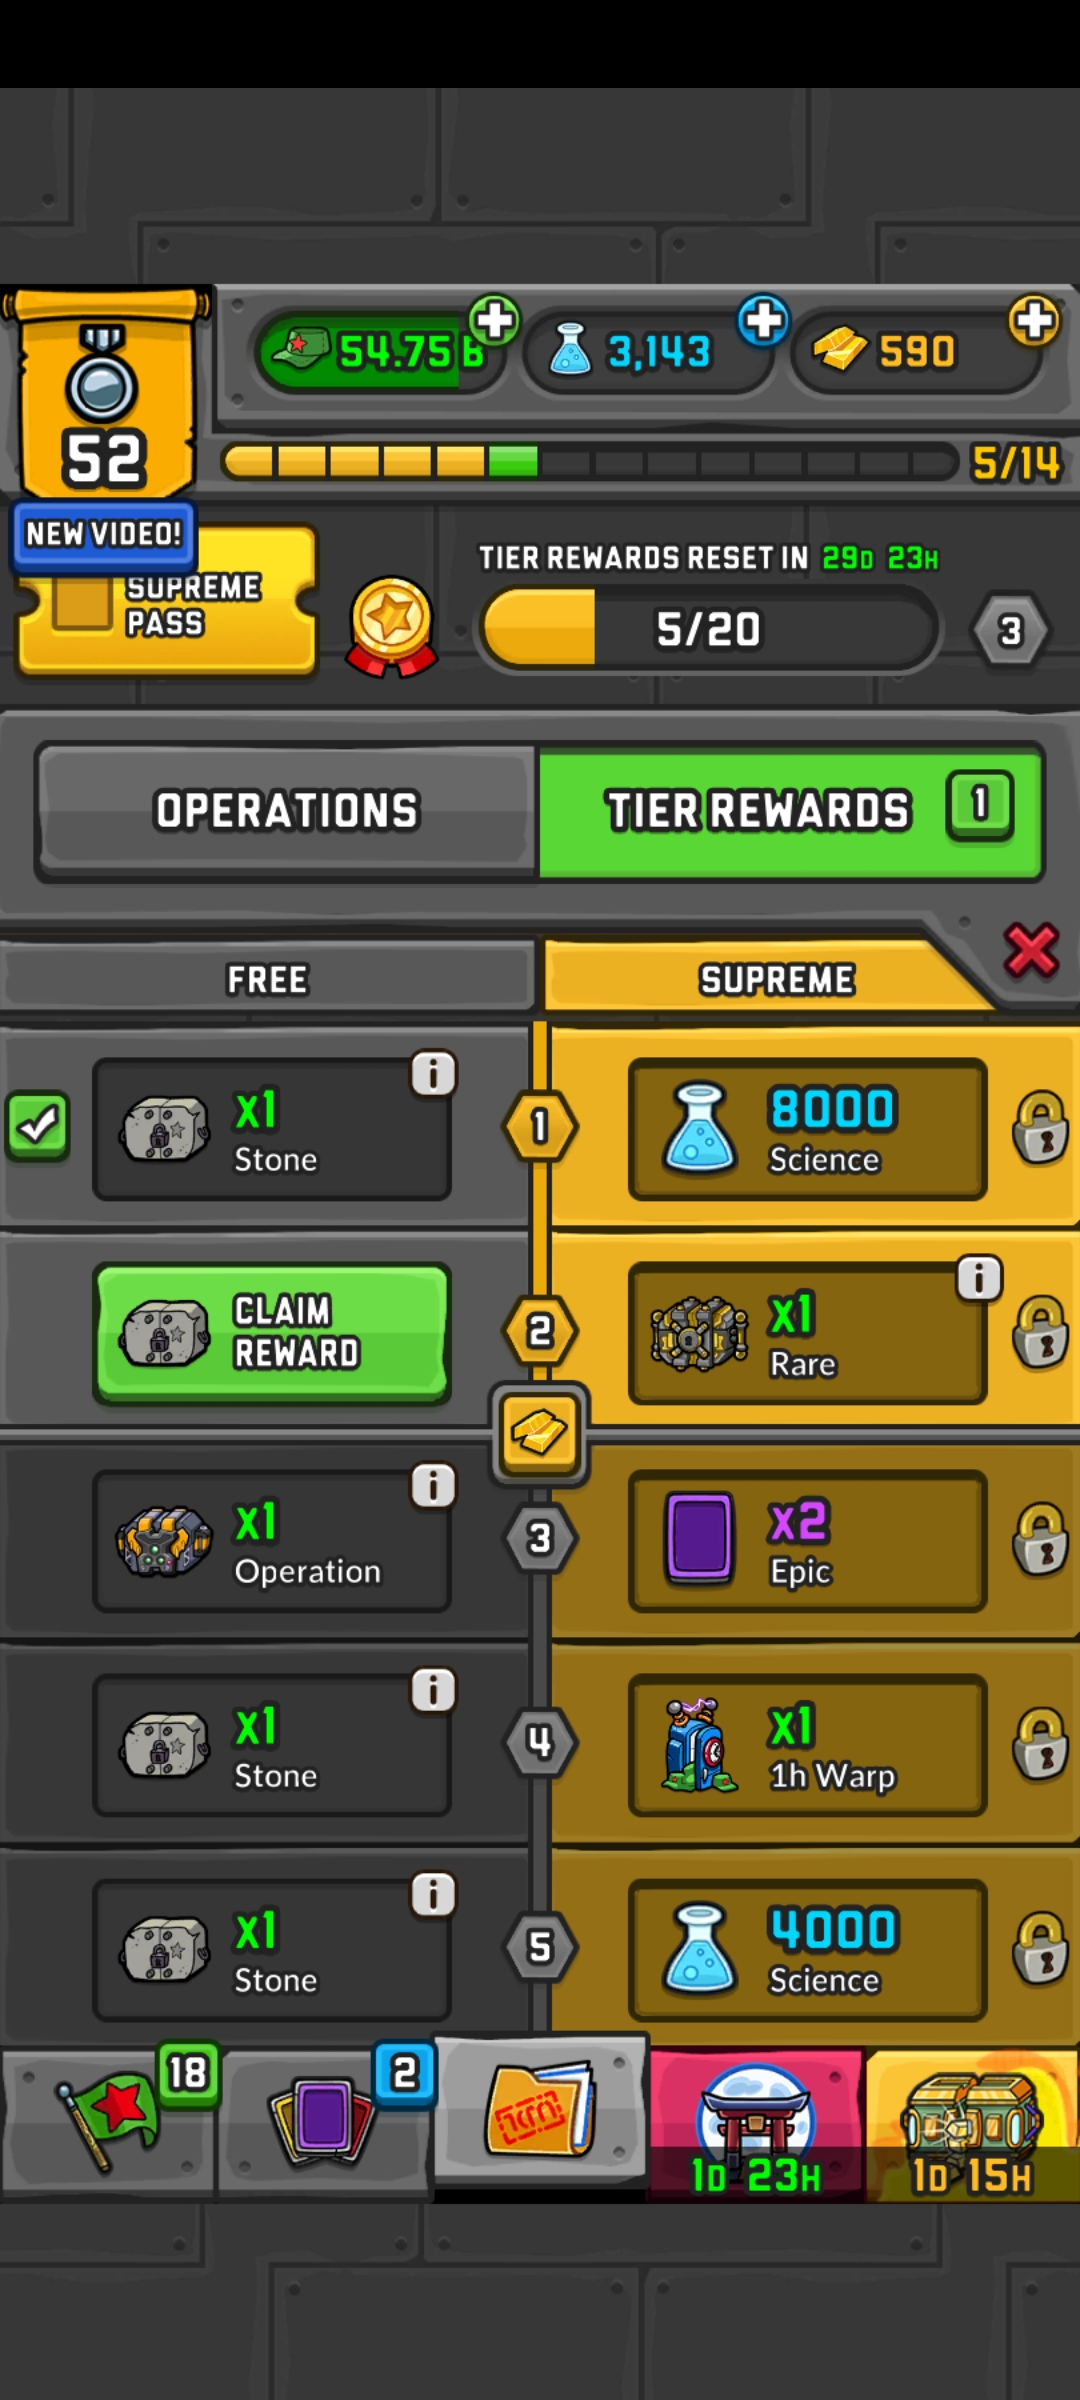 54.75B
3,143
590
52
5/14
NEW VIDEO!
SUPREME
PASS
TIER REWARDS RESET IN 29D 23H
5/20
3
OPERATIONS
TIER REWARDS
1
FREE
SUPREME
X1
Stone
1
8000
Science
CLAIM
REWARD
2
X1
Rare
X1
Operation
3
X2
Epic
X1
Stone
4
X1
1h Warp
X1
Stone
5
4000
Science
18
2
1D 23H
1D 15H